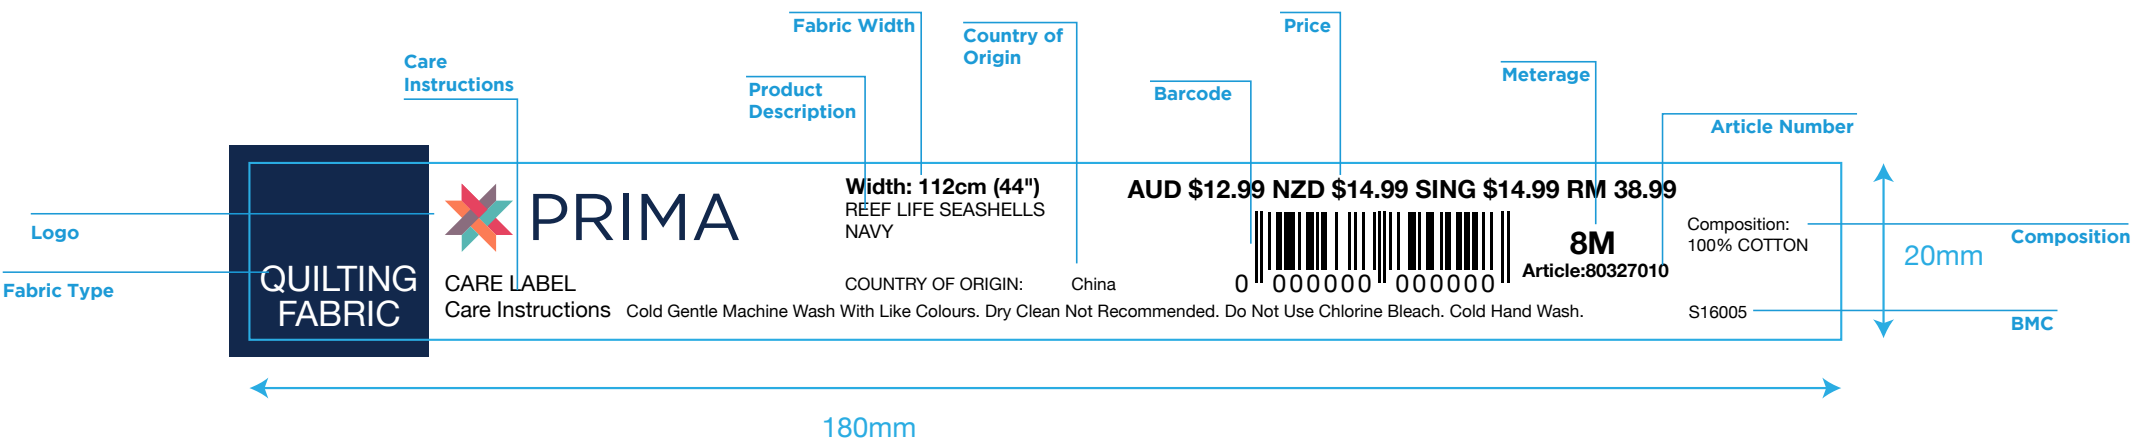 Fabric Width
Price
Country of
Origin
Care
Instructions
Product
Description
Barcode
Meterage
Article Number
Logo
Fabric Type
QUILTING
FABRIC
PRIMA
CARE LABEL
Care Instructions Cold Gentle Machine Wash With Like Colours. Dry Clean Not Recommended. Do Not Use Chlorine Bleach. Cold Hand Wash.
Width: 112cm (44")
REEF LIFE SEASHELLS
NAVY
COUNTRY OF ORIGIN: China
AUD $12.99 NZD $14.99 SING $14.99 RM 38.99
0 000000 000000
8M
Article:80327010
Composition:
100% COTTON
S16005
Composition
BMC
20mm
180mm